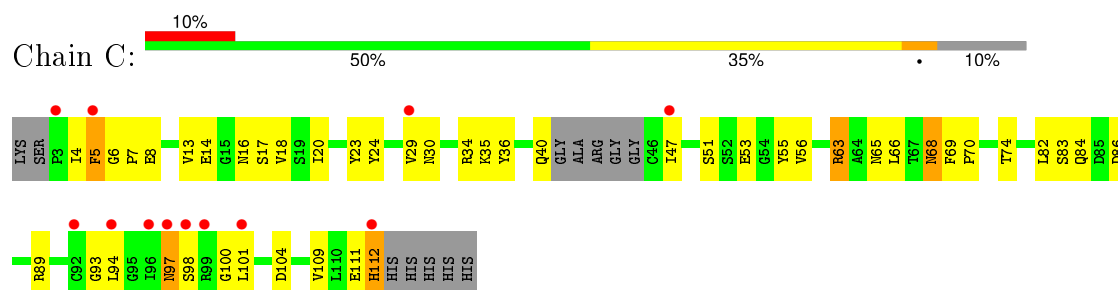 10%
Chain C:
50% 35% • 10%
LYS SER P3 I4 F5 G6 P7 E8 V13 E14 G15 N16 S17 V18 S19 I20 Y23 Y24 V29 N30 R34 K35 Y36 Q40 GLY ALA ARG GLY GLY C46 I47 S51 S52 E53 G54 Y55 V56 R63 A64 N65 L66 T67 N68 F69 P70 T74 L82 S83 Q84 D85 D86
R89 C92 G93 L94 G95 I96 N97 S98 R99 G100 L101 D104 V109 L110 E111 H112 HIS HIS HIS HIS HIS